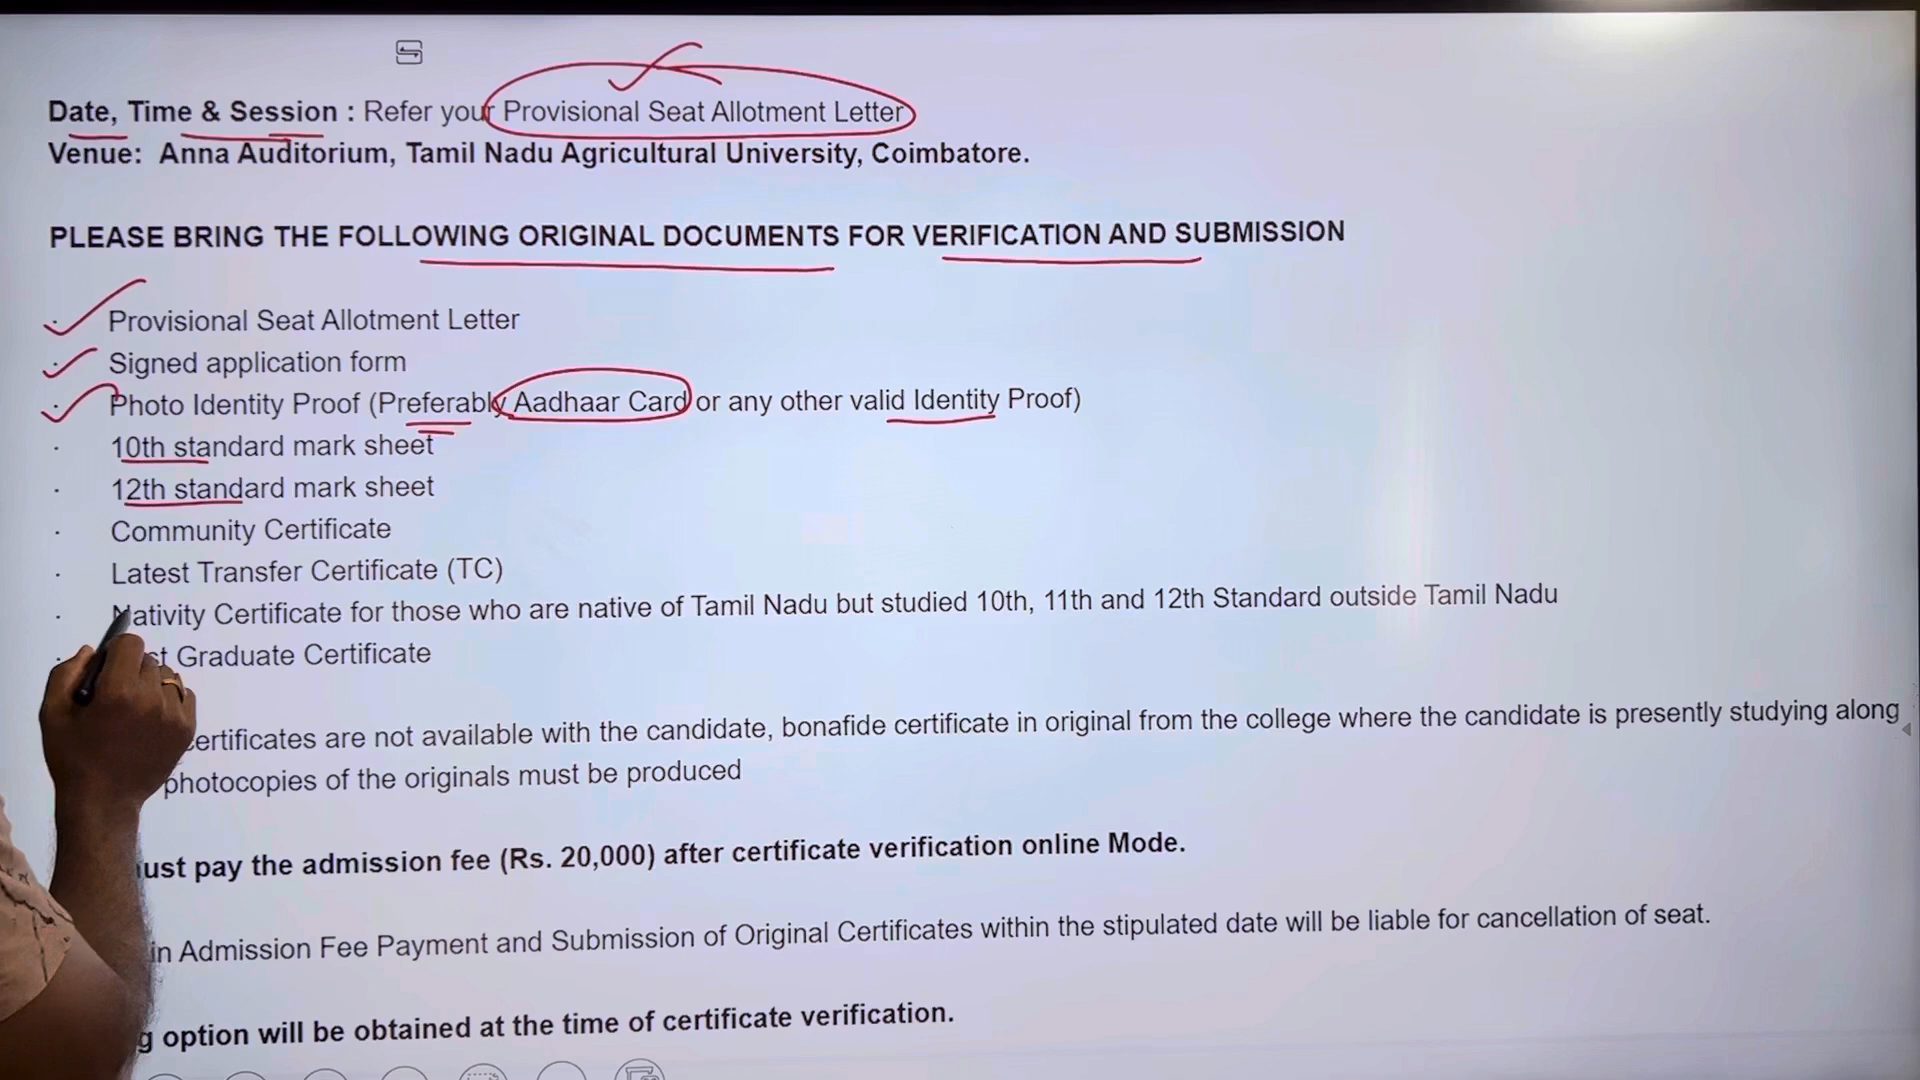 Date, Time & Session : Refer your Provisional Seat Allotment Letter
Venue: Anna Auditorium, Tamil Nadu Agricultural University, Coimbatore.
PLEASE BRING THE FOLLOWING ORIGINAL DOCUMENTS FOR VERIFICATION AND SUBMISSION
· Provisional Seat Allotment Letter
· Signed application form
· Photo Identity Proof (Preferably Aadhaar Card or any other valid Identity Proof)
· 10th standard mark sheet
· 12th standard mark sheet
· Community Certificate
· Latest Transfer Certificate (TC)
· Nativity Certificate for those who are native of Tamil Nadu but studied 10th, 11th and 12th Standard outside Tamil Nadu
· Graduate Certificate
are not available with the candidate, bonafide certificate in original from the college where the candidate is presently studying along
photocopies of the originals must be produced
pay the admission fee (Rs. 20,000) after certificate verification online Mode.
in Admission Fee Payment and Submission of Original Certificates within the stipulated date will be liable for cancellation of seat.
option will be obtained at the time of certificate verification.